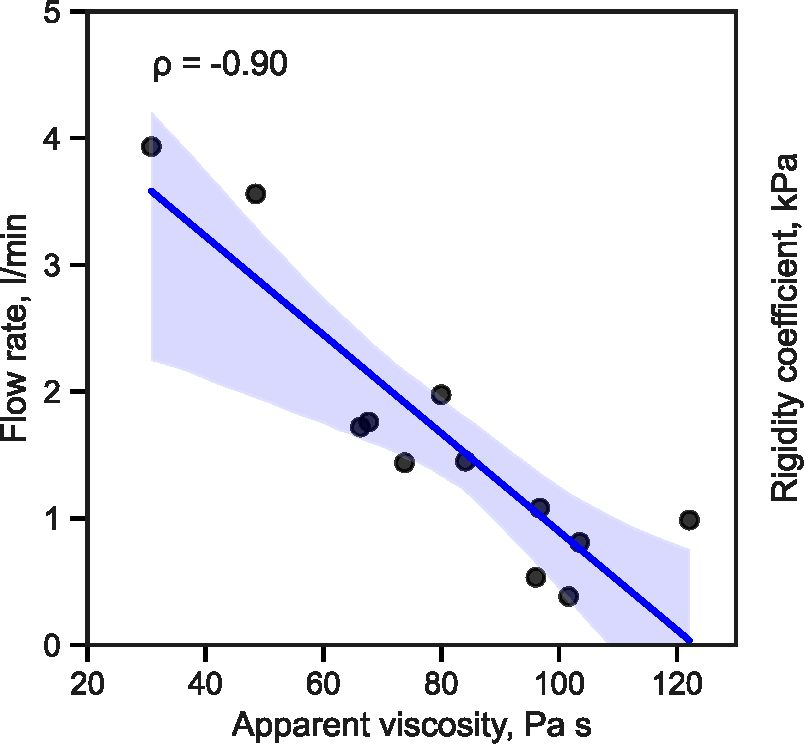 ρ = -0.90
5
4
3
2
1
0
Flow rate, l/min
20 40 60 80 100 120
Apparent viscosity, Pa s
Rigidity coefficient, kPa